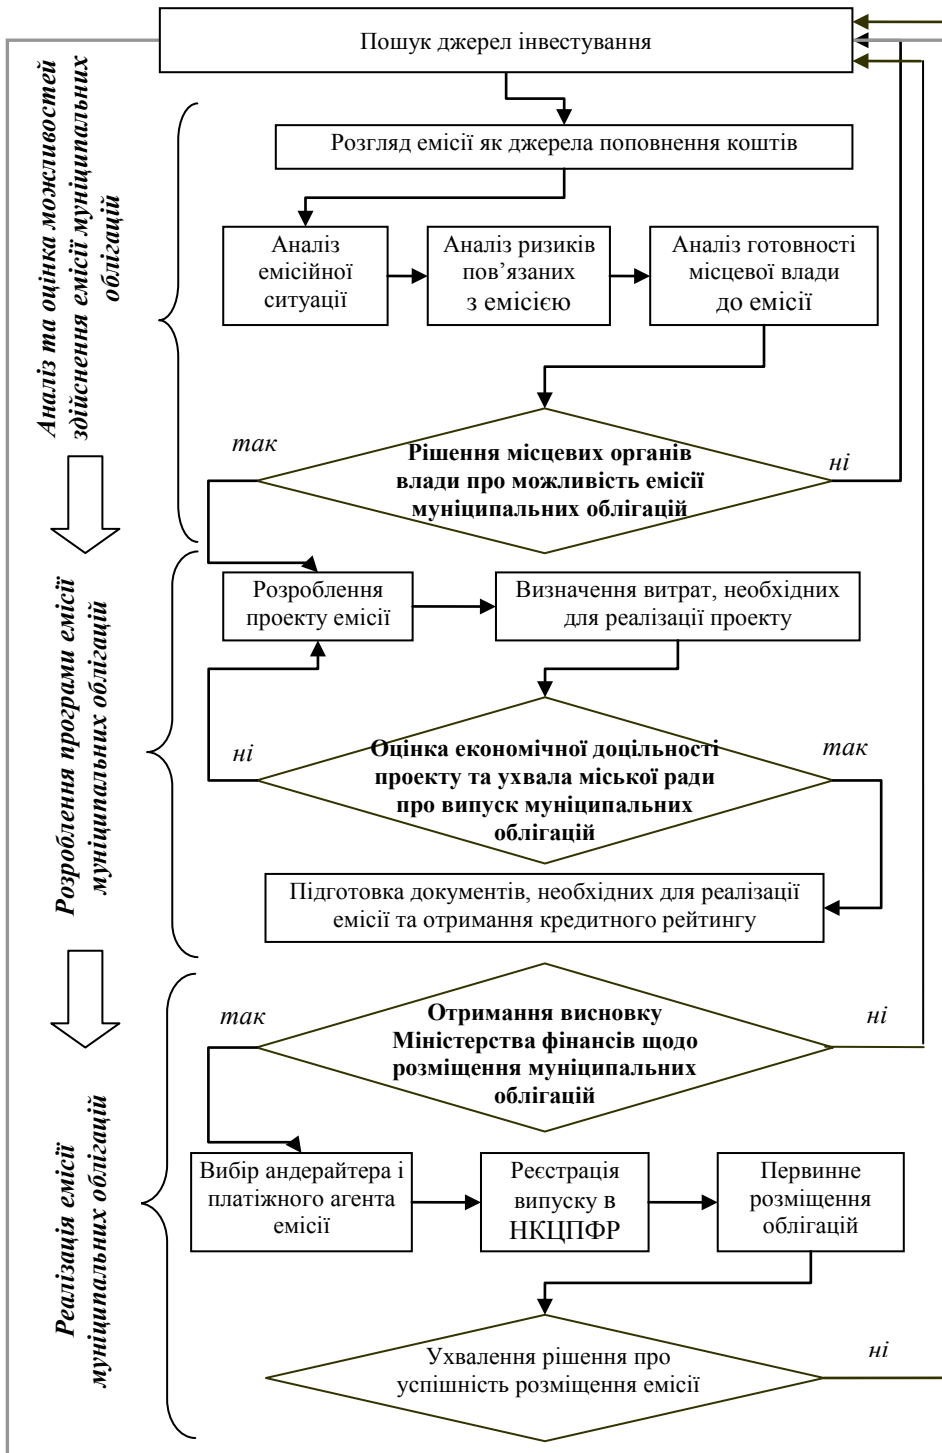 Пошук джерел інвестування
Аналіз та оцінка можливостей
здійснення емісії муніципальних
облігацій
Розгляд емісії як джерела поповнення коштів
Аналіз
емісійної
ситуації
Аналіз ризиків
пов’язаних
з емісією
Аналіз готовності
місцевої влади
до емісії
так
Рішення місцевих органів
влади про можливість емісії
муніципальних облігацій
ні
Розроблення програми емісії
муніципальних облігацій
Розроблення
проекту емісії
Визначення витрат, необхідних
для реалізації проекту
ні
Оцінка економічної доцільності
проекту та ухвала міської ради
про випуск муніципальних
облігацій
так
Підготовка документів, необхідних для реалізації
емісії та отримання кредитного рейтингу
Реалізація емісії
муніципальних облігацій
так
Отримання висновку
Міністерства фінансів щодо
розміщення муніципальних
облігацій
ні
Вибір андерайтера і
платіжного агента
емісії
Реєстрація
випуску в
НКЦПФР
Первинне
розміщення
облігацій
Ухвалення рішення про
успішність розміщення емісії
ні